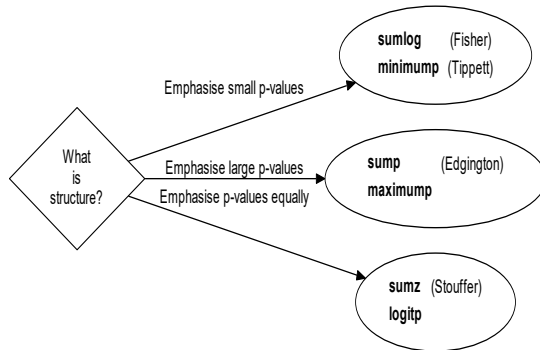 sumlog (Fisher)
minimump (Tippett)
Emphasise small p-values
What
is
structure?
Emphasise large p-values
Emphasise p-values equally
sump (Edgington)
maximump
sumz (Stouffer)
logitp